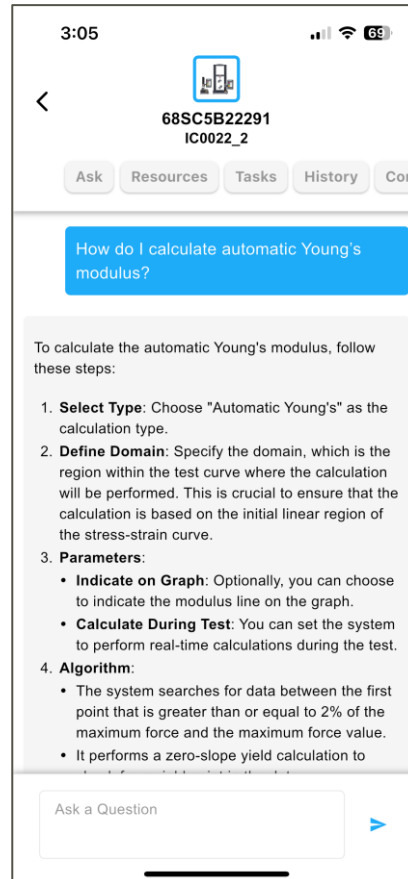 3:05
69
68SC5B22291
IC0022_2
Ask Resources Tasks History Co
How do I calculate automatic Young's
modulus?
To calculate the automatic Young's modulus, follow
these steps:
1. Select Type: Choose "Automatic Young's" as the
calculation type.
2. Define Domain: Specify the domain, which is the
region within the test curve where the calculation
will be performed. This is crucial to ensure that the
calculation is based on the initial linear region of
the stress-strain curve.
3. Parameters:
• Indicate on Graph: Optionally, you can choose
to indicate the modulus line on the graph.
• Calculate During Test: You can set the system
to perform real-time calculations during the test.
4. Algorithm:
• The system searches for data between the first
point that is greater than or equal to 2% of the
maximum force and the maximum force value.
• It performs a zero-slope yield calculation to
Ask a Question